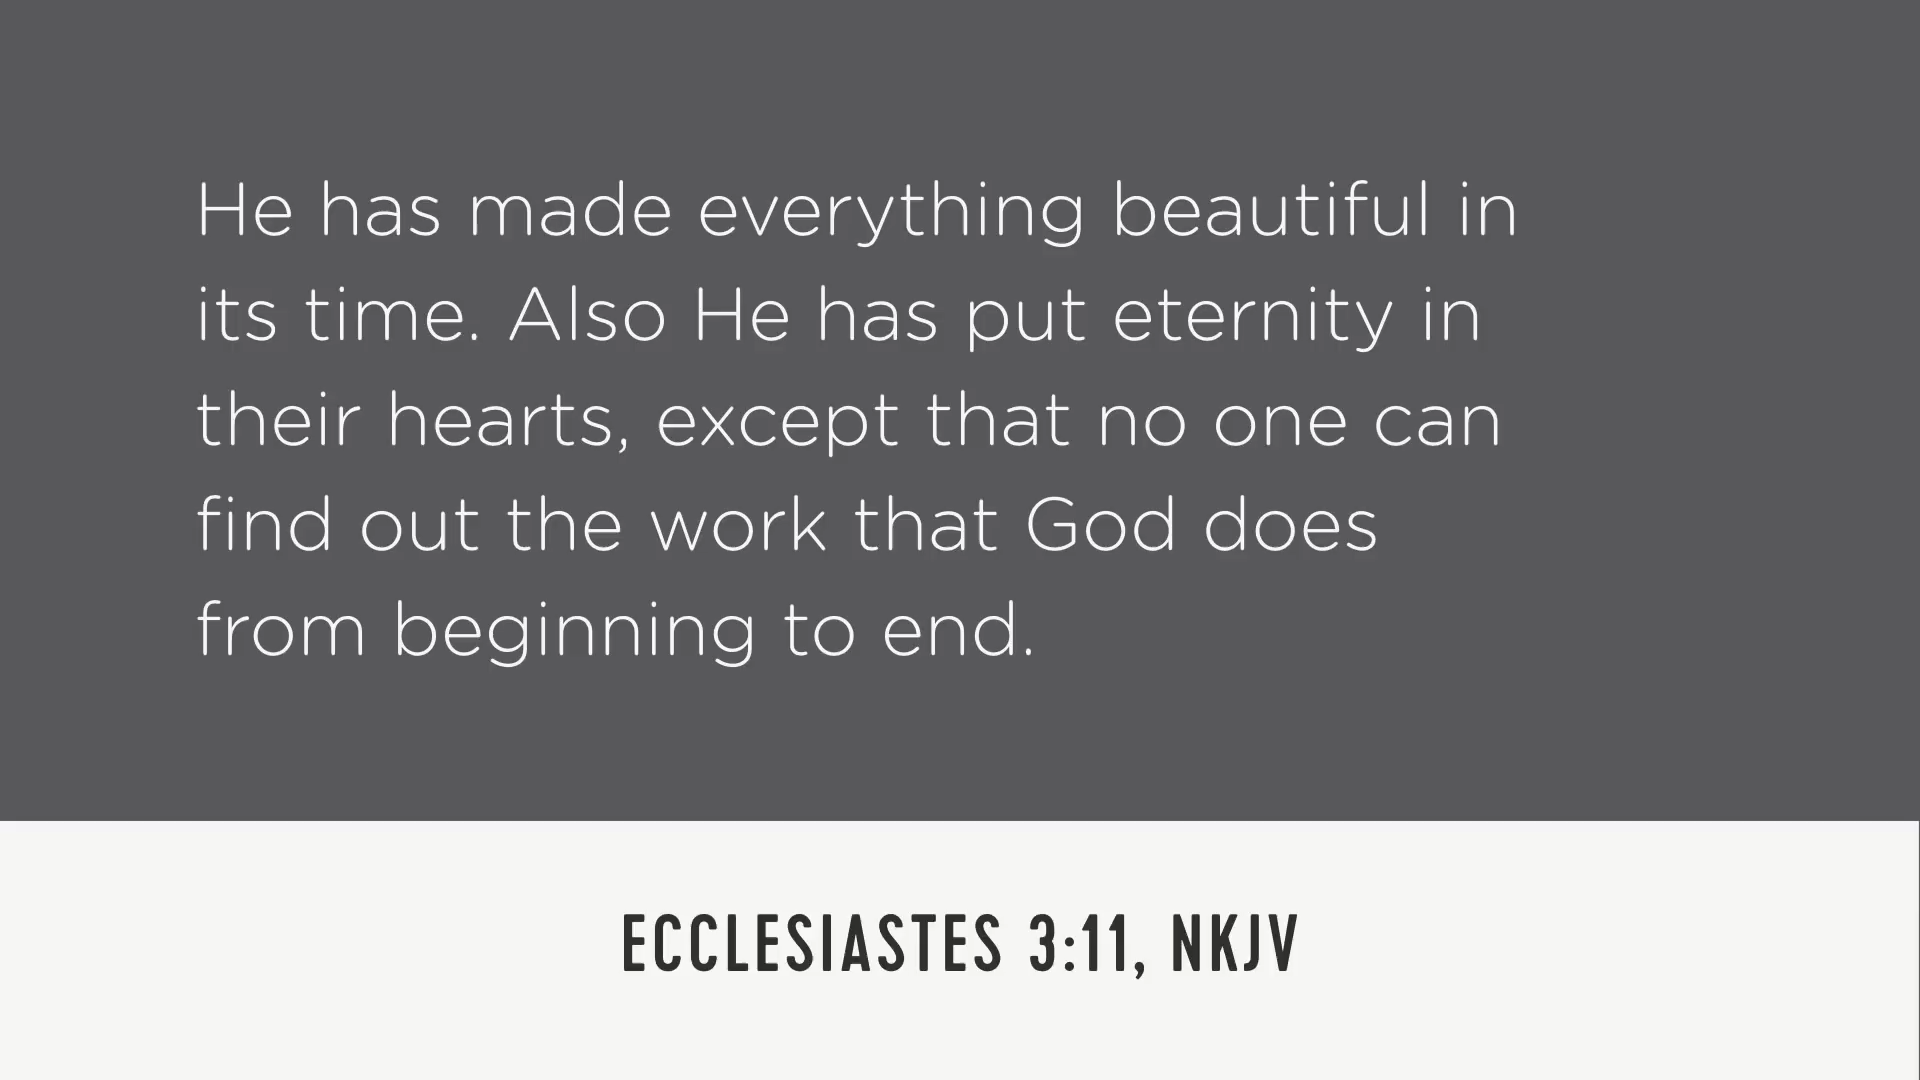 He has made everything beautiful in
its time. Also He has put eternity in
their hearts, except that no one can
find out the work that God does
from beginning to end.
ECCLESIASTES 3:11, NKJV